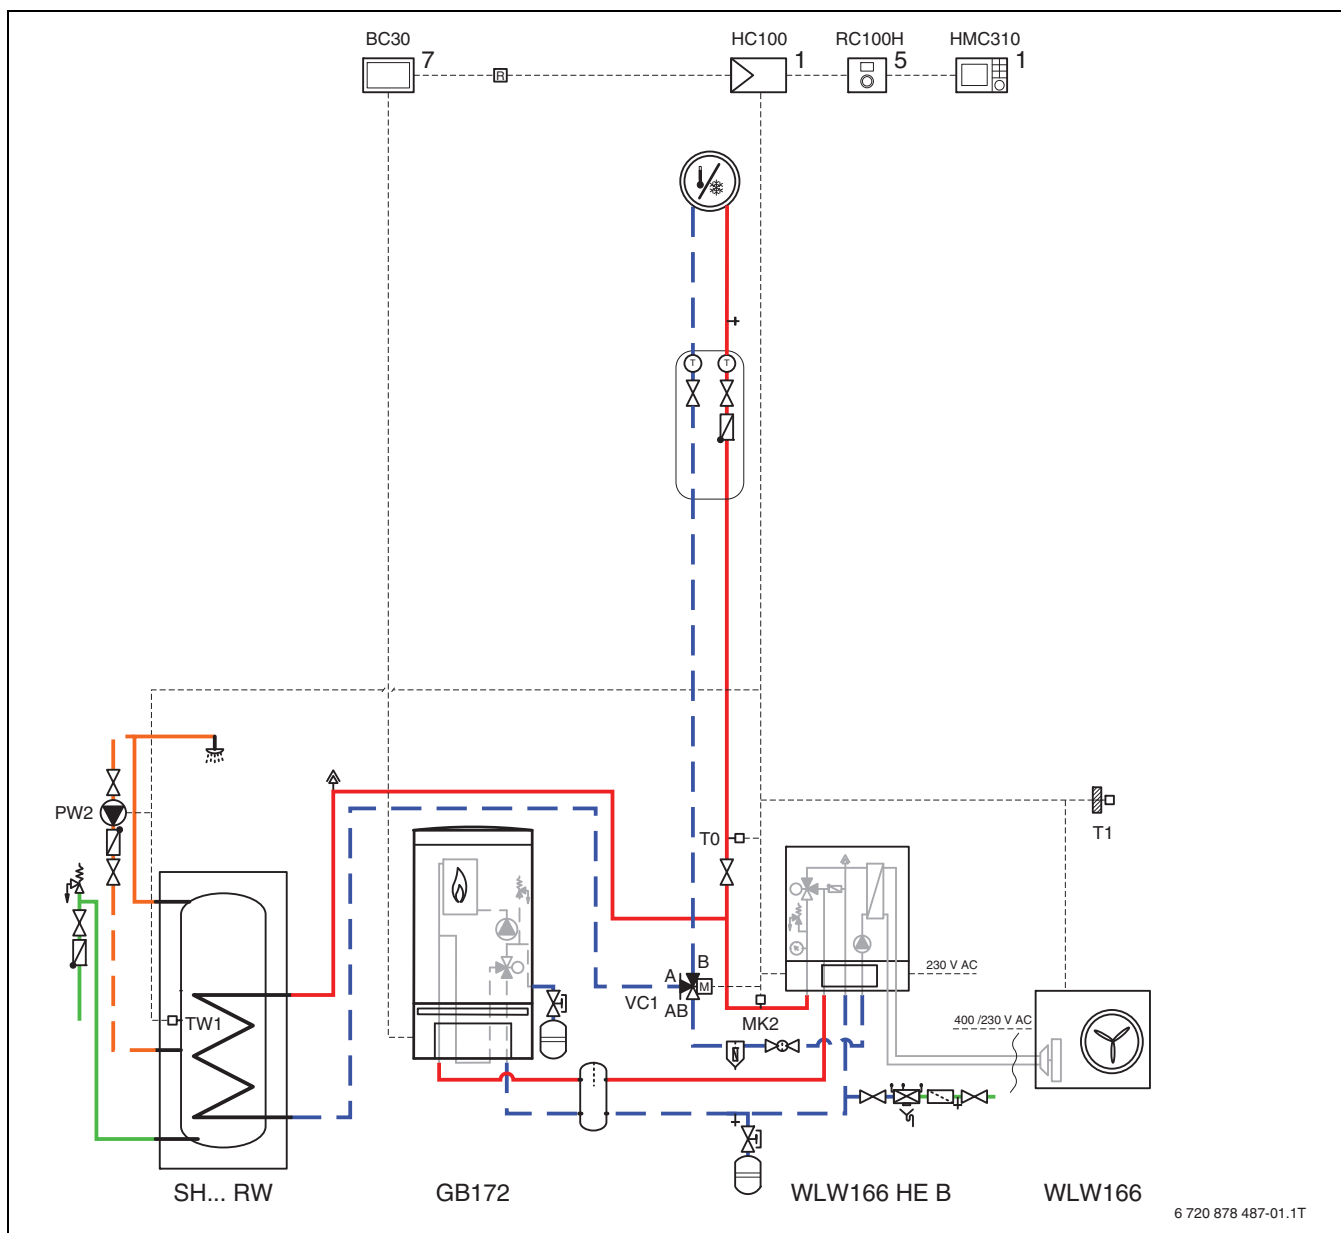 BC30
7
R
HC100
1
RC100H
5
HMC310
1
T
T
PW2
TW1
T0
T1
A
B
M
VC1
AB
MK2
230 V AC
400 /230 V AC
SH... RW
GB172
WLW166 HE B
WLW166
6 720 878 487-01.1T